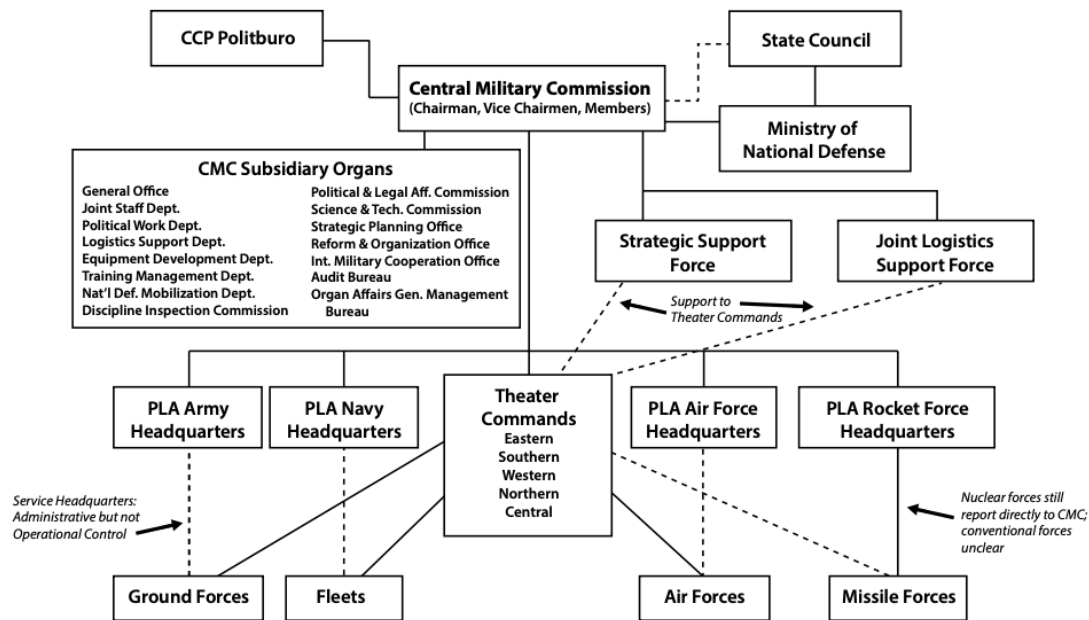 CCP Politburo
State Council
Central Military Commission
(Chairman, Vice Chairmen, Members)
Ministry of
National Defense
CMC Subsidiary Organs
General Office
Joint Staff Dept.
Political Work Dept.
Logistics Support Dept.
Equipment Development Dept.
Training Management Dept.
Nat'l Def. Mobilization Dept.
Discipline Inspection Commission
Political & Legal Aff. Commission
Science & Tech. Commission
Strategic Planning Office
Reform & Organization Office
Int. Military Cooperation Office
Audit Bureau
Organ Affairs Gen. Management
Bureau
Strategic Support
Force
Joint Logistics
Support Force
Support to
Theater Commands
PLA Army
Headquarters
PLA Navy
Headquarters
Theater
Commands
Eastern
Southern
Western
Northern
Central
PLA Air Force
Headquarters
PLA Rocket Force
Headquarters
Service Headquarters:
Administrative but not
Operational Control
Nuclear forces still
report directly to CMC;
conventional forces
unclear
Ground Forces
Fleets
Air Forces
Missile Forces